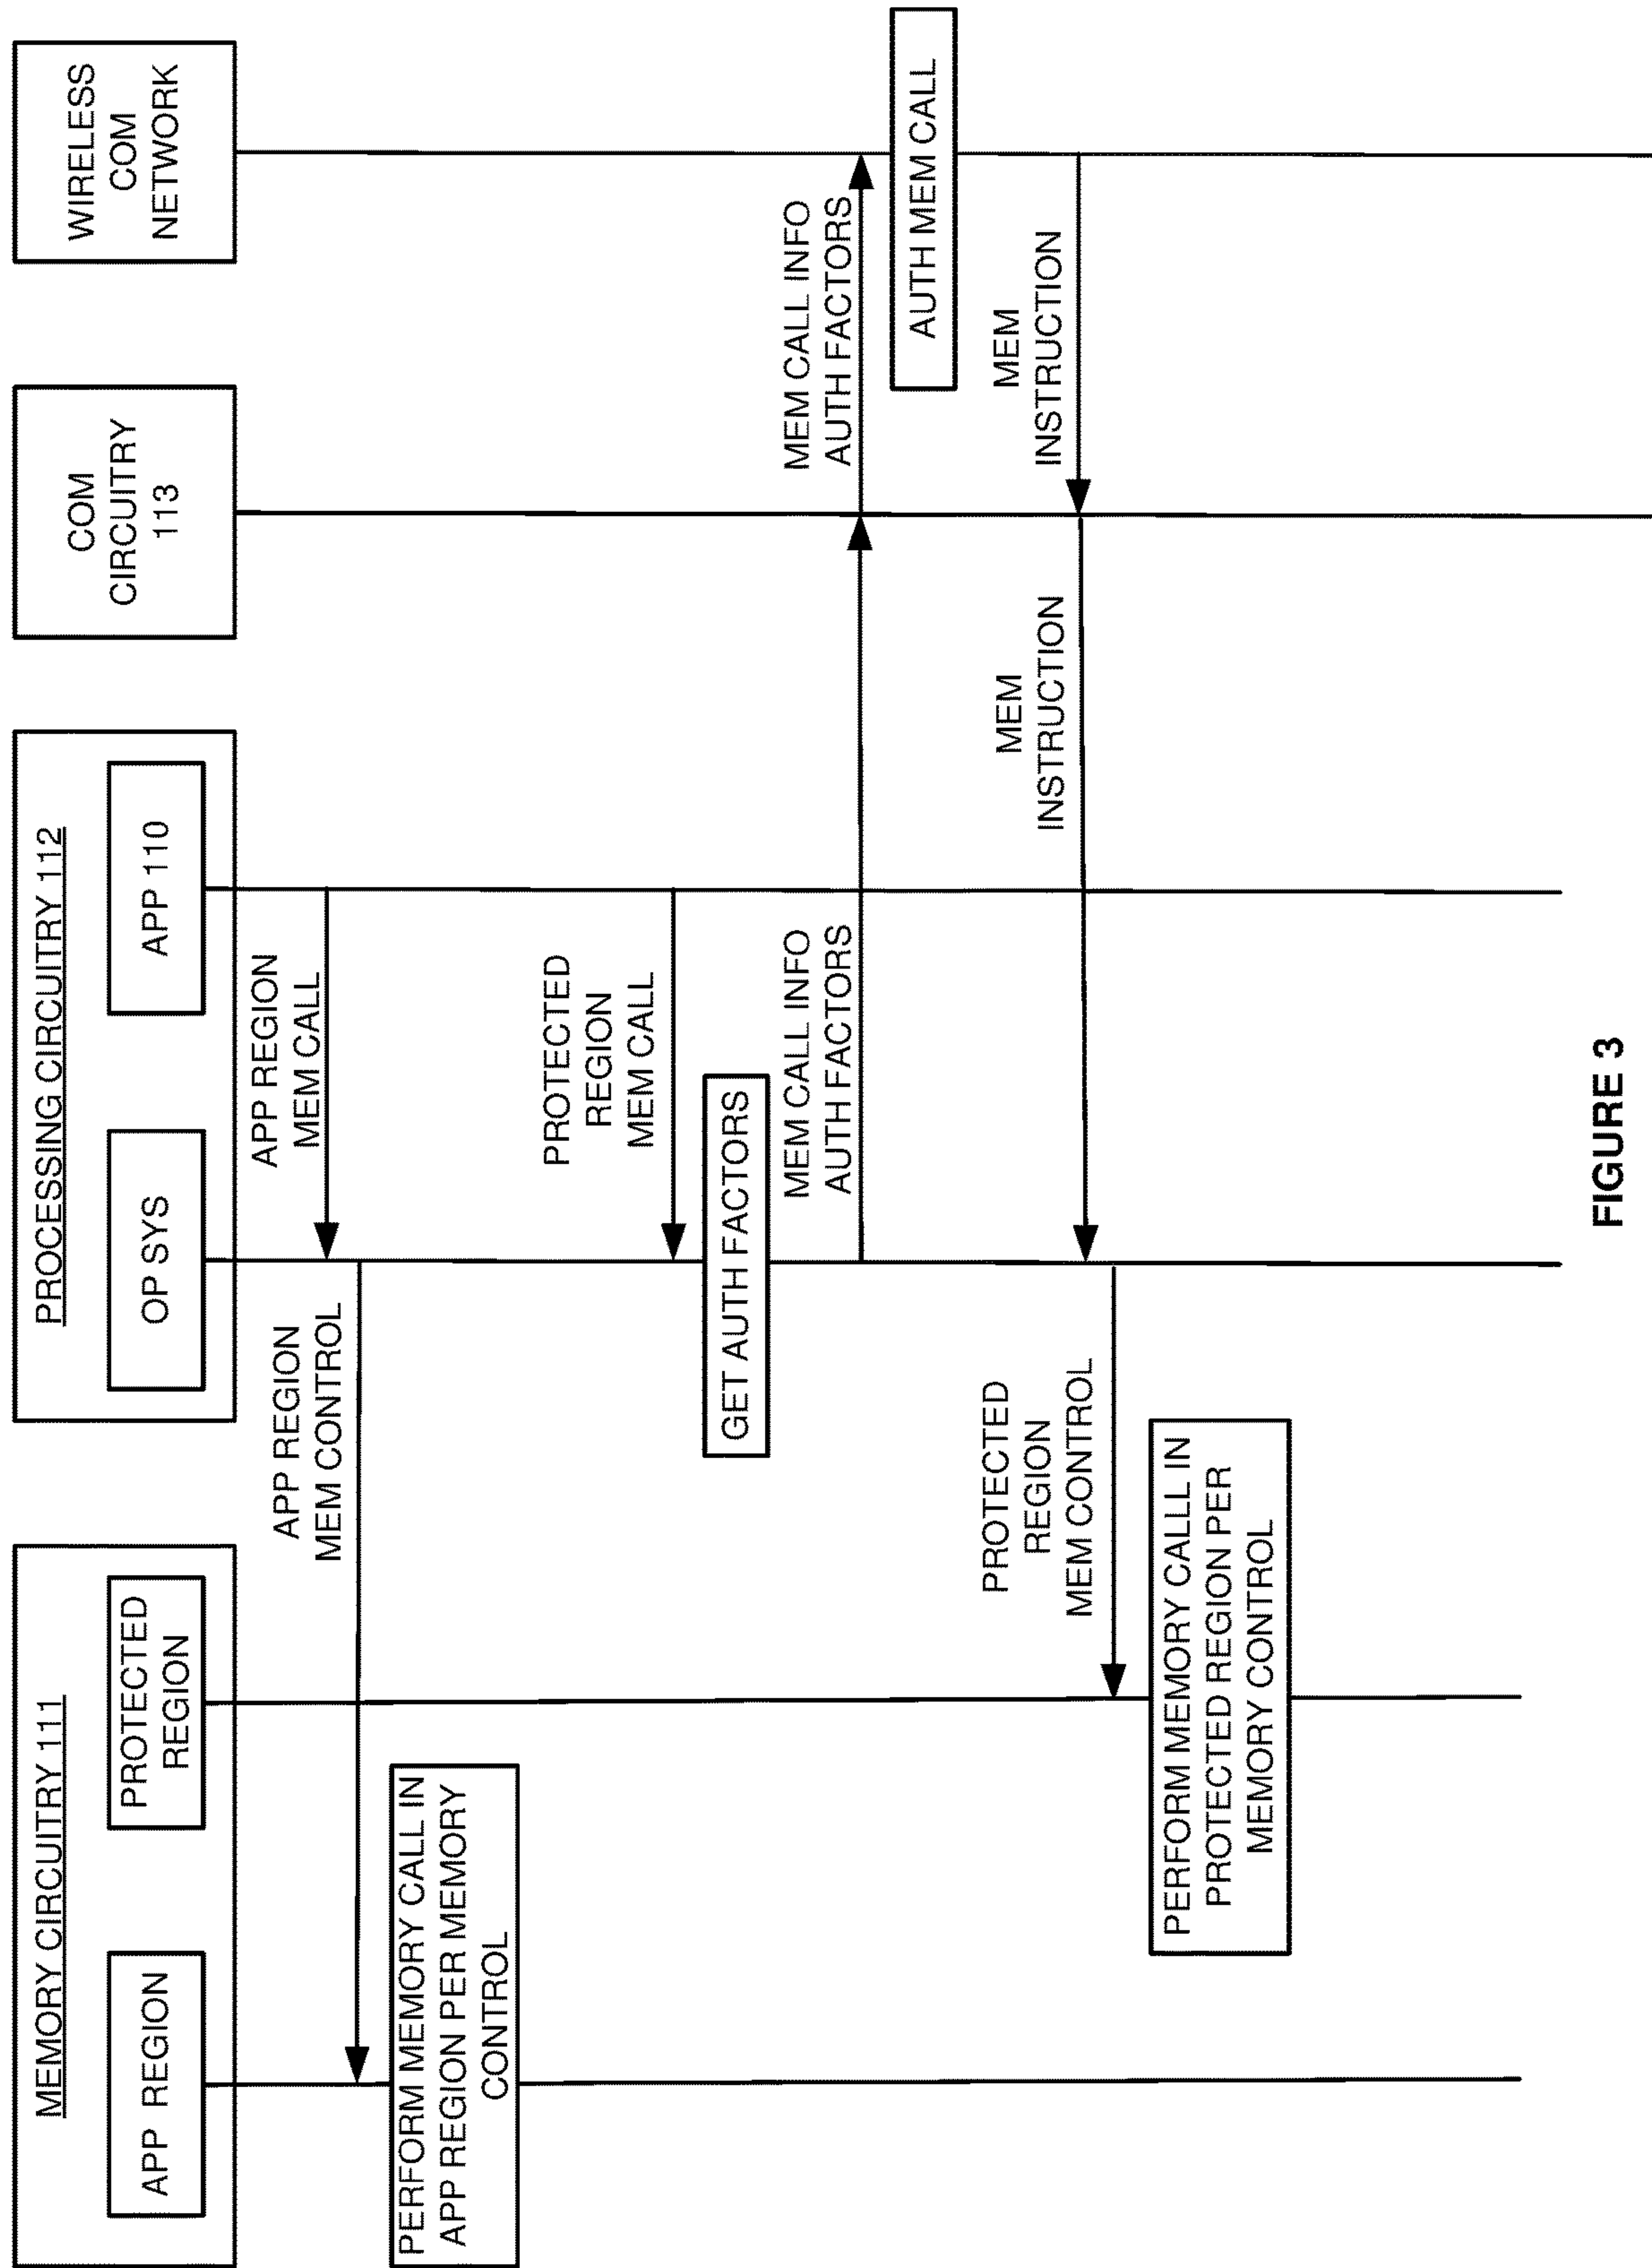 MEMORY CIRCUITRY 111
APP REGION
PROTECTED
REGION
PROCESSING CIRCUITRY 112
OP SYS
APP 110
COM
CIRCUITRY
113
WIRELESS
COM
NETWORK
APP REGION
MEM CALL
APP REGION
MEM CONTROL
PERFORM MEMORY CALL IN
APP REGION PER MEMORY
CONTROL
PROTECTED
REGION
MEM CALL
GET AUTH FACTORS
MEM CALL INFO
AUTH FACTORS
MEM CALL INFO
AUTH FACTORS
AUTH MEM CALL
MEM
INSTRUCTION
MEM
INSTRUCTION
PROTECTED
REGION
MEM CONTROL
PERFORM MEMORY CALLL IN
PROTECTED REGION PER
MEMORY CONTROL
FIGURE 3